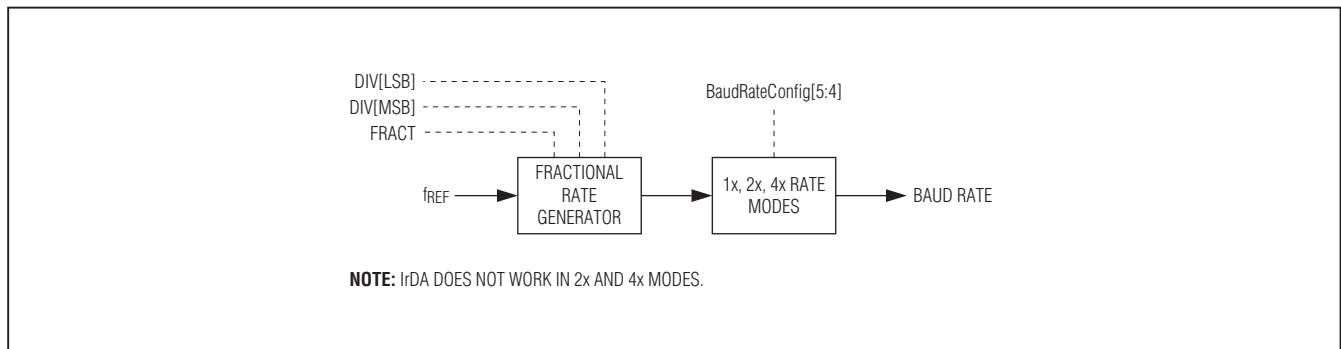 DIV[LSB]
DIV[MSB]
FRACT
BaudRateConfig[5:4]
fREF
FRACTIONAL
RATE
GENERATOR
1x, 2x, 4x RATE
MODES
BAUD RATE
NOTE: IrDA DOES NOT WORK IN 2x AND 4x MODES.